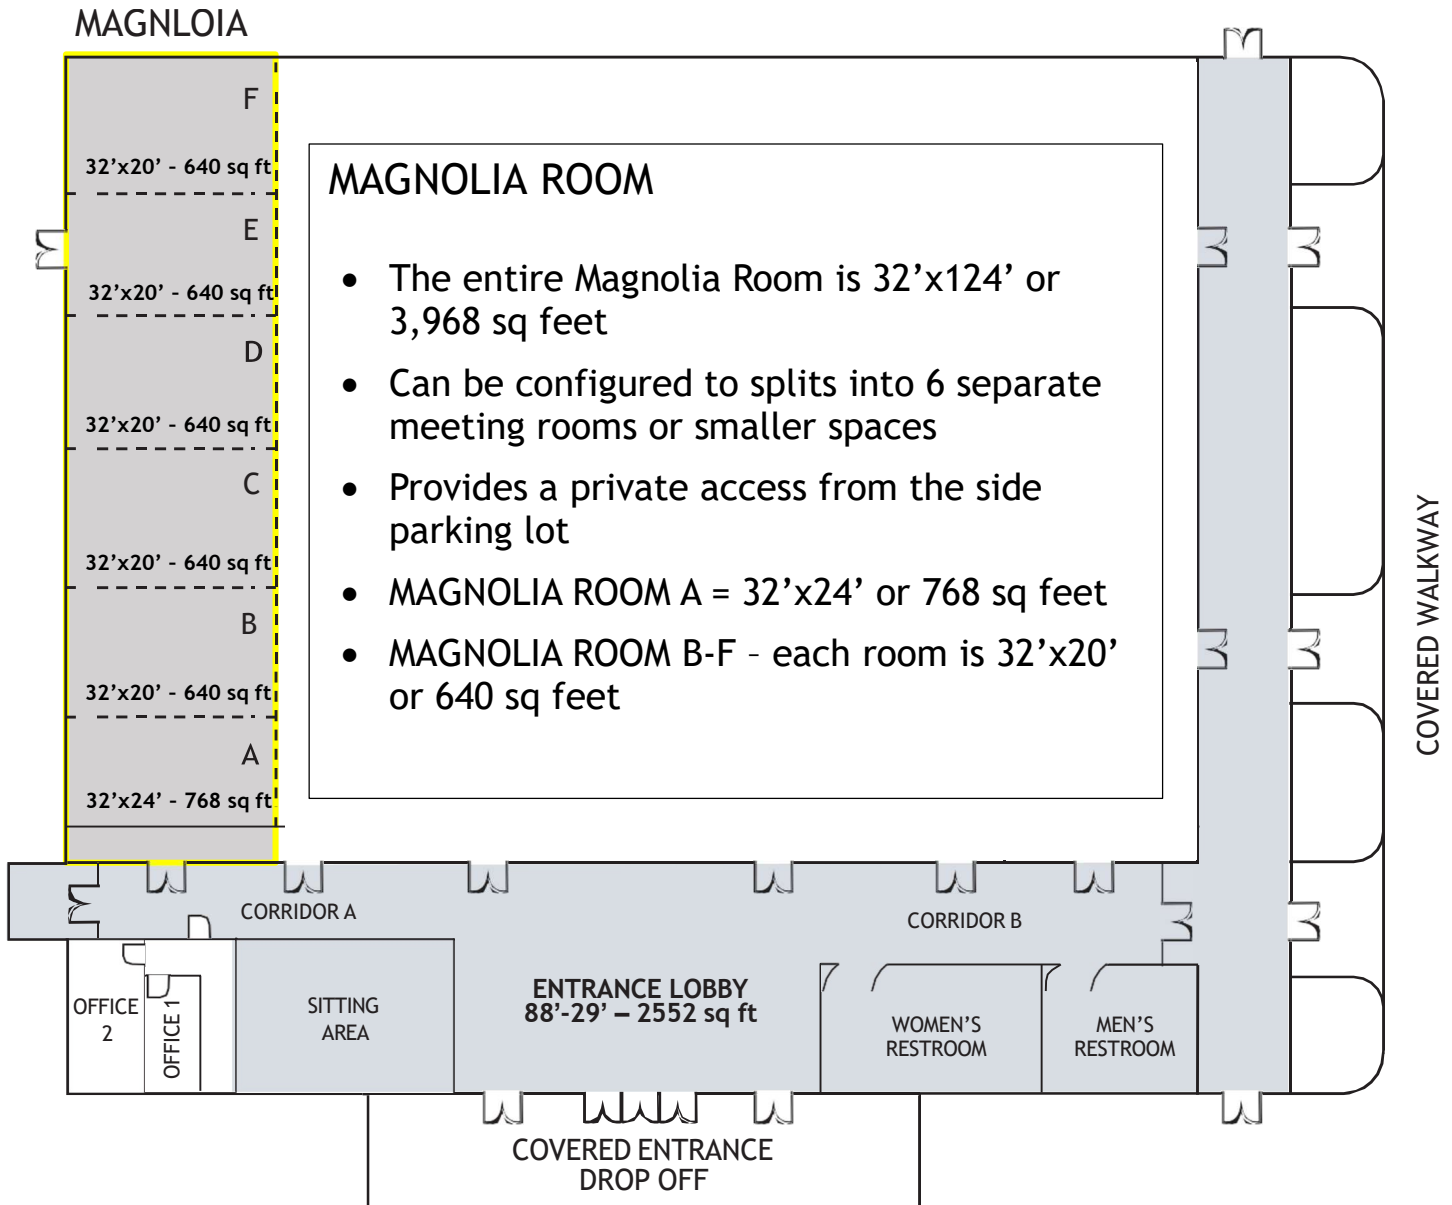 MAGNLOIA
F
32’x20’ – 640 sq ft
E
32’x20’ – 640 sq ft
D
32’x20’ – 640 sq ft
C
32’x20’ – 640 sq ft
B
32’x20’ – 640 sq ft
A
32’x24’ – 768 sq ft
MAGNOLIA ROOM
• The entire Magnolia Room is 32’x124’ or
3,968 sq feet
• Can be configured to splits into 6 separate
meeting rooms or smaller spaces
• Provides a private access from the side
parking lot
• MAGNOLIA ROOM A = 32’x24’ or 768 sq feet
• MAGNOLIA ROOM B-F – each room is 32’x20’
or 640 sq feet
COVERED WALKWAY
CORRIDOR A
CORRIDOR B
OFFICE
2
OFFICE 1
SITTING
AREA
ENTRANCE LOBBY
88’-29’ – 2552 sq ft
WOMEN’S
RESTROOM
MEN’S
RESTROOM
COVERED ENTRANCE
DROP OFF